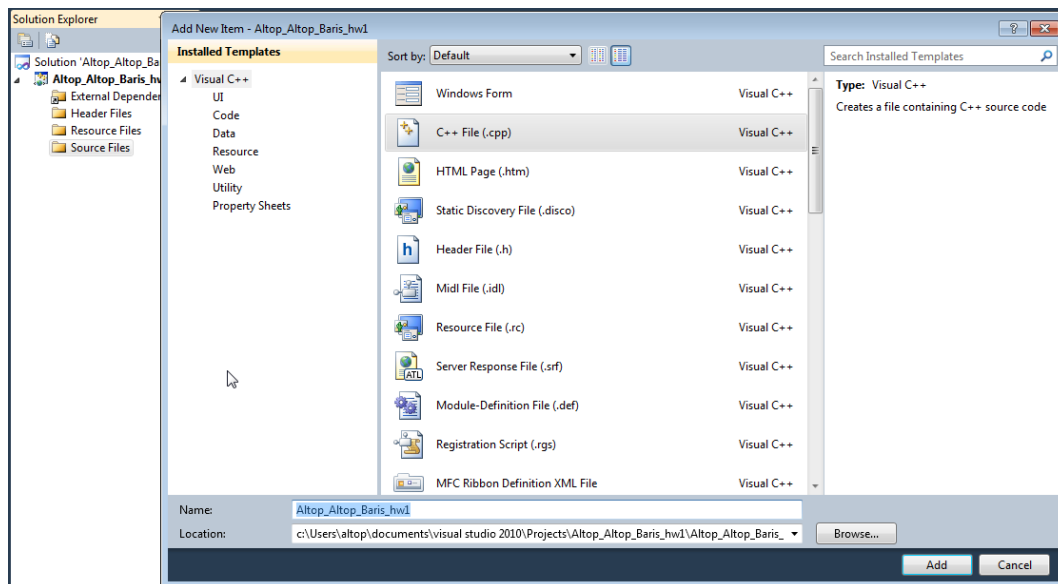 Solution Explorer
Solution 'Altop_Altop_Ba
Altop_Altop_Baris_hw
External Dependen
Header Files
Resource Files
Source Files
Add New Item - Altop_Altop_Baris_hw1
Installed Templates
Visual C++
UI
Code
Data
Resource
Web
Utility
Property Sheets
Sort by: Default
Search Installed Templates
Windows Form Visual C++
C++ File (.cpp) Visual C++
HTML Page (.htm) Visual C++
Static Discovery File (.disco) Visual C++
Header File (.h) Visual C++
Midl File (.idl) Visual C++
Resource File (.rc) Visual C++
ATL
Server Response File (.srf) Visual C++
Module-Definition File (.def) Visual C++
Registration Script (.rgs) Visual C++
MFC Ribbon Definition XML File Visual C++
Type: Visual C++
Creates a file containing C++ source code
Name: Altop_Altop_Baris_hw1
Location: c:\Users\altop\documents\visual studio 2010\Projects\Altop_Altop_Baris_hw1\Altop_Altop_Baris_
Browse...
Add Cancel